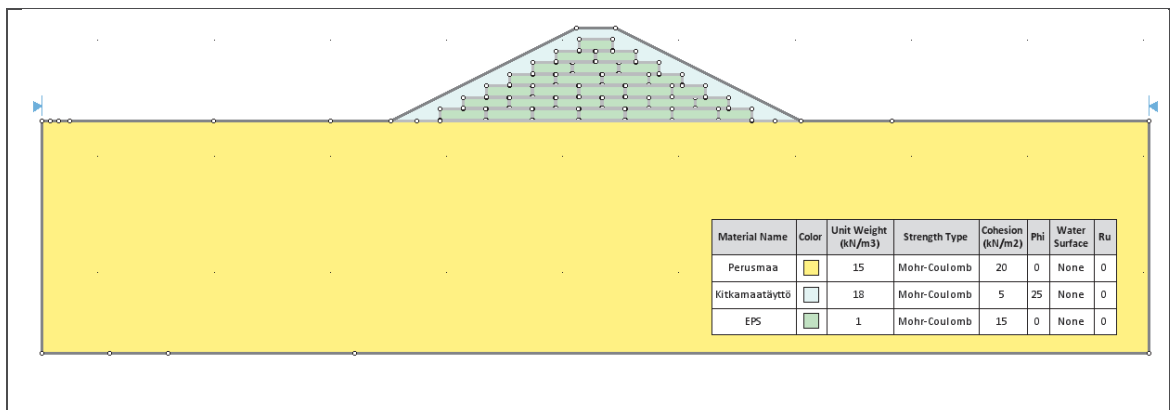 Material Name Color Unit Weight (kN/m3) Strength Type Cohesion (kN/m2) Phi Water Surface Ru
Perusmaa 15 Mohr-Coulomb 20 0 None 0
Kitkamaatäyttö 18 Mohr-Coulomb 5 25 None 0
EPS 1 Mohr-Coulomb 15 0 None 0